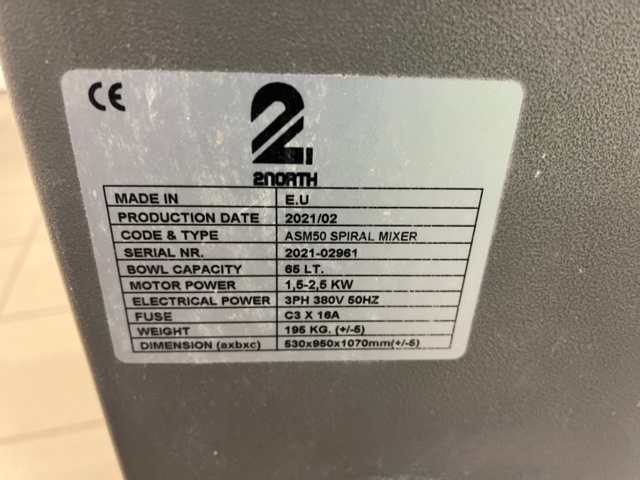 CE
2
2NORTH
MADE IN E.U
PRODUCTION DATE 2021/02
CODE & TYPE ASM50 SPIRAL MIXER
SERIAL NR. 2021-02961
BOWL CAPACITY 65 LT.
MOTOR POWER 1,5-2,5 KW
ELECTRICAL POWER 3PH 380V 50HZ
FUSE C3 X 16A
WEIGHT 195 KG. (+/-5)
DIMENSION (axbxc) 530x950x1070mm(+/-5)